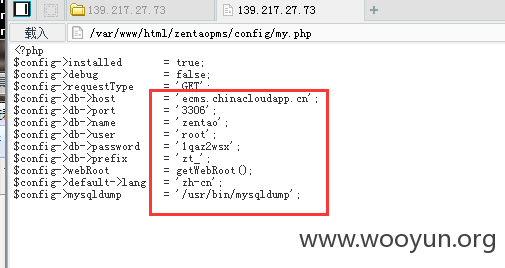 139.217.27.73 139.217.27.73
载入 /var/www/html/zentaopms/config/my.php
<?php
$config->installed = true;
$config->debug = false;
$config->requestType = 'GET';
$config->db->host = 'ecms.chinacloudapp.cn';
$config->db->port = '3306';
$config->db->name = 'zentao';
$config->db->user = 'root';
$config->db->password = '1qaz2wsx';
$config->db->prefix = 'zt_';
$config->webRoot = getWebRoot();
$config->default->lang = 'zh-cn';
$config->mysqldump = '/usr/bin/mysqldump';
www.wooyun.org